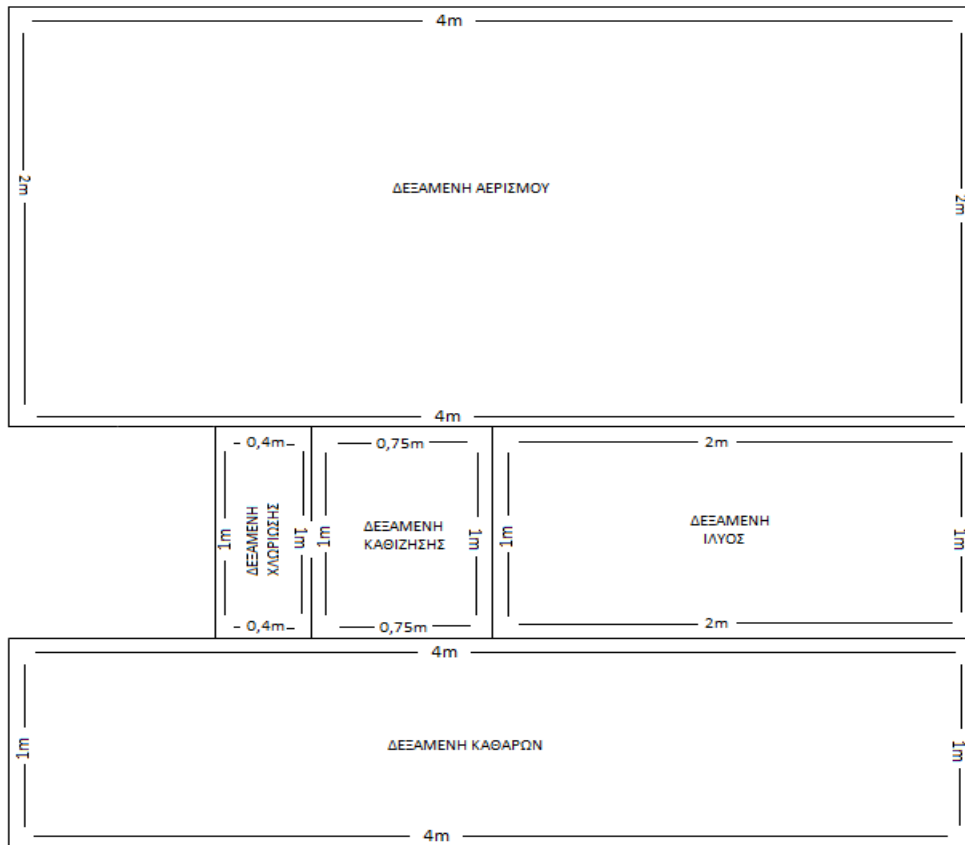 4m
2m
ΔΕΞΑΜΕΝΗ ΑΕΡΙΣΜΟΥ
2m
4m
0,4m
0,75m
2m
1m
ΔΕΞΑΜΕΝΗ
ΧΛΩΡΙΩΣΗΣ
1m
1m
ΔΕΞΑΜΕΝΗ
ΚΑΘΙΖΗΣΗΣ
1m
1m
ΔΕΞΑΜΕΝΗ
ΙΛΥΟΣ
1m
0,4m
0,75m
2m
4m
1m
ΔΕΞΑΜΕΝΗ ΚΑΘΑΡΩΝ
1m
4m